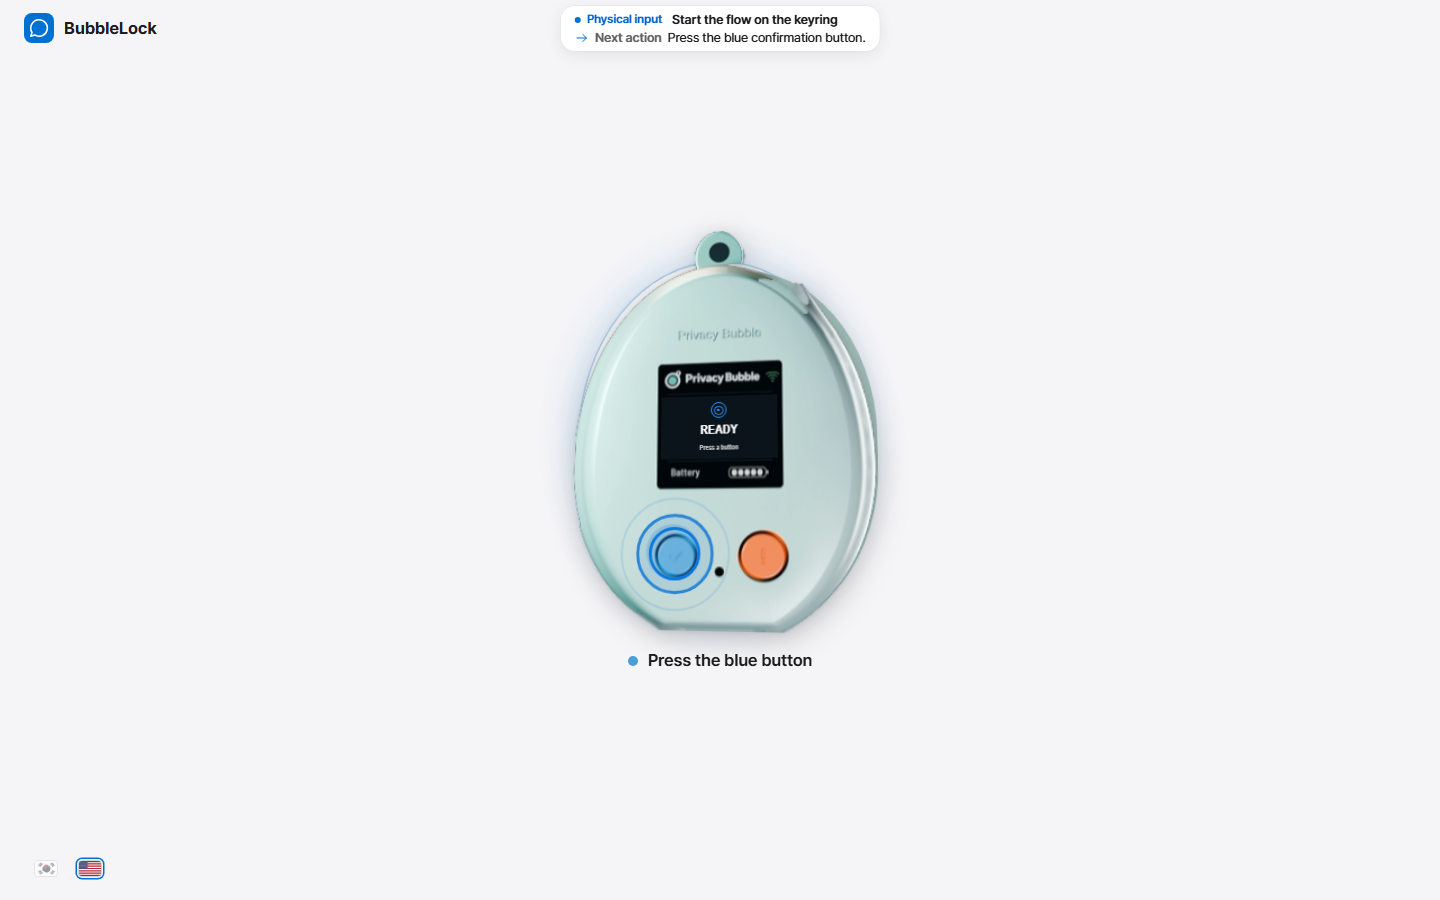 BubbleLock
Physical input Start the flow on the keyring
Next action Press the blue confirmation button.
Privacy Bubble
Privacy Bubble
READY
Press a button
Battery
Press the blue button